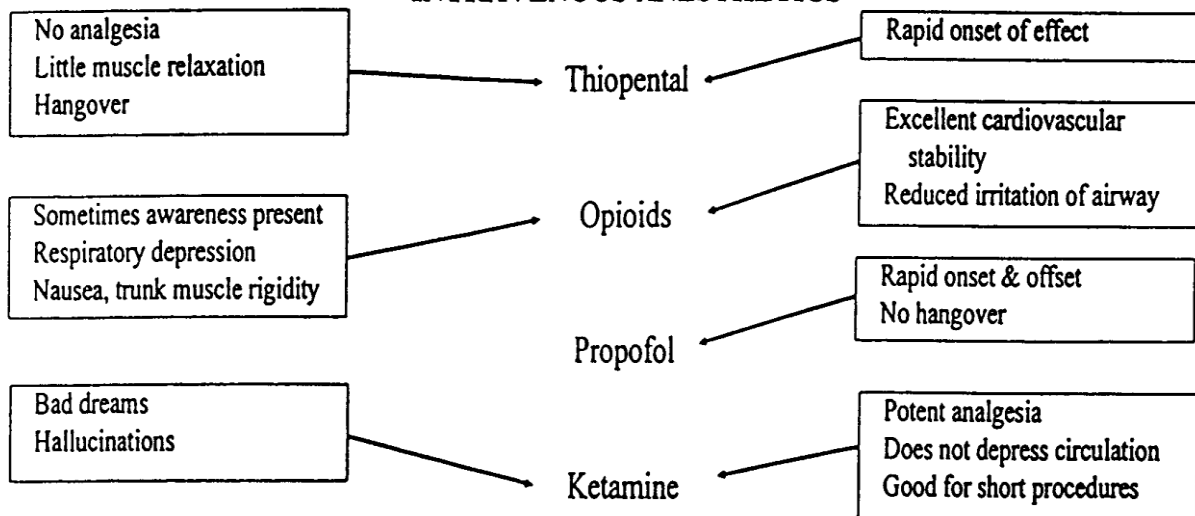 No analgesia
Little muscle relaxation
Hangover
Thiopental
Rapid onset of effect
Excellent cardiovascular
stability
Reduced irritation of airway
Sometimes awareness present
Respiratory depression
Nausea, trunk muscle rigidity
Opioids
Rapid onset & offset
No hangover
Propofol
Bad dreams
Hallucinations
Ketamine
Potent analgesia
Does not depress circulation
Good for short procedures